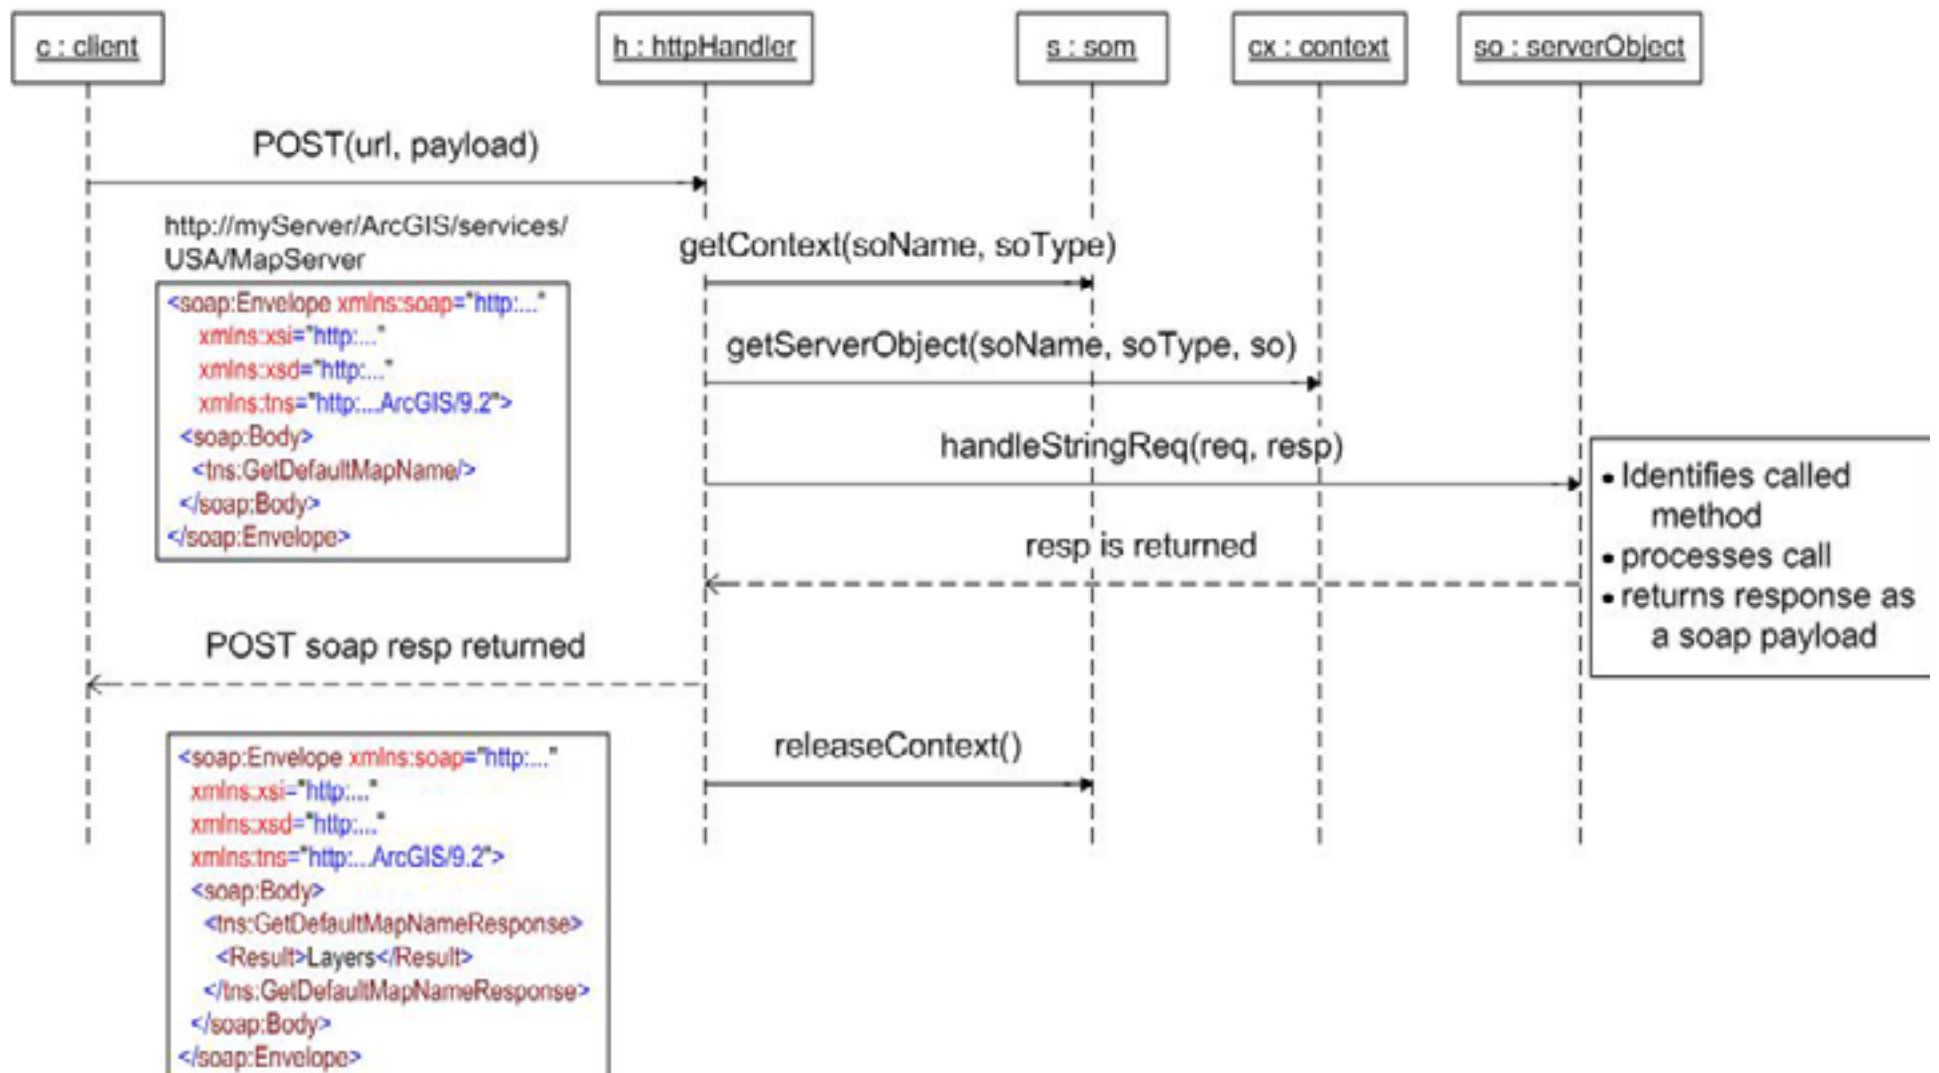 c : client
h : httpHandler
s : som
cx : context
so : serverObject
POST(url, payload)
http://myServer/ArcGIS/services/
USA/MapServer
getContext(soName, soType)
<soap:Envelope xmlns:soap="http:..."
xmlns:xsi="http:..."
xmlns:xsd="http:..."
xmlns:tns="http:...ArcGIS/9.2">
<soap:Body>
<tns:GetDefaultMapName/>
</soap:Body>
</soap:Envelope>
getServerObject(soName, soType, so)
handleStringReq(req, resp)
• Identifies called
method
• processes call
• returns response as
a soap payload
resp is returned
POST soap resp returned
releaseContext()
<soap:Envelope xmlns:soap="http:..."
xmlns:xsi="http:..."
xmlns:xsd="http:..."
xmlns:tns="http:...ArcGIS/9.2">
<soap:Body>
<tns:GetDefaultMapNameResponse>
<Result>Layers</Result>
</tns:GetDefaultMapNameResponse>
</soap:Body>
</soap:Envelope>